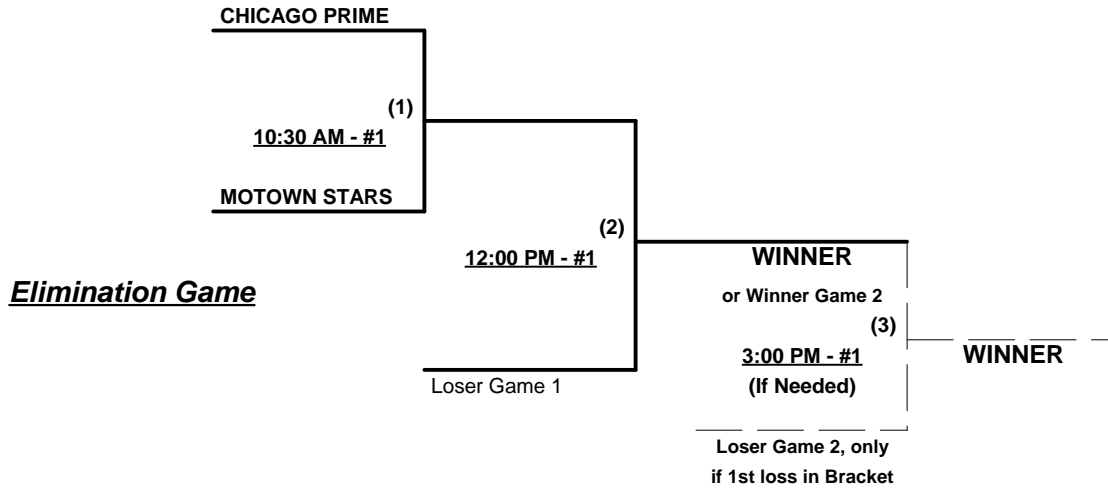 CHICAGO PRIME
(1)
10:30 AM - #1
MOTOWN STARS
(2)
12:00 PM - #1
WINNER
Elimination Game
or Winner Game 2
(3)
3:00 PM - #1
WINNER
(If Needed)
Loser Game 1
Loser Game 2, only
if 1st loss in Bracket